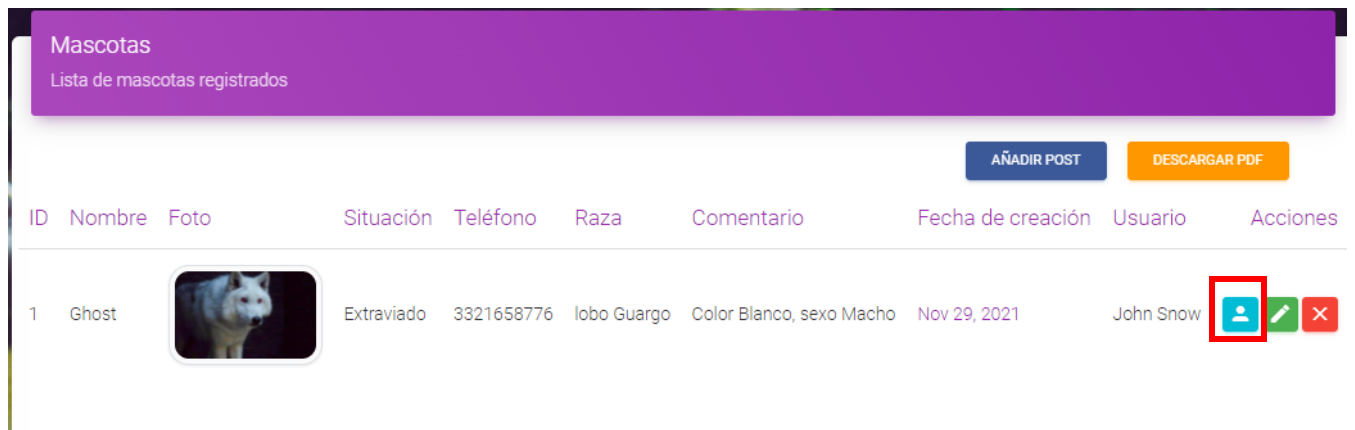 Mascotas
Lista de mascotas registrados
AÑADIR POST DESCARGAR PDF
ID Nombre Foto Situación Teléfono Raza Comentario Fecha de creación Usuario Acciones
1 Ghost Extraviado 3321658776 lobo Guargo Color Blanco, sexo Macho Nov 29, 2021 John Snow